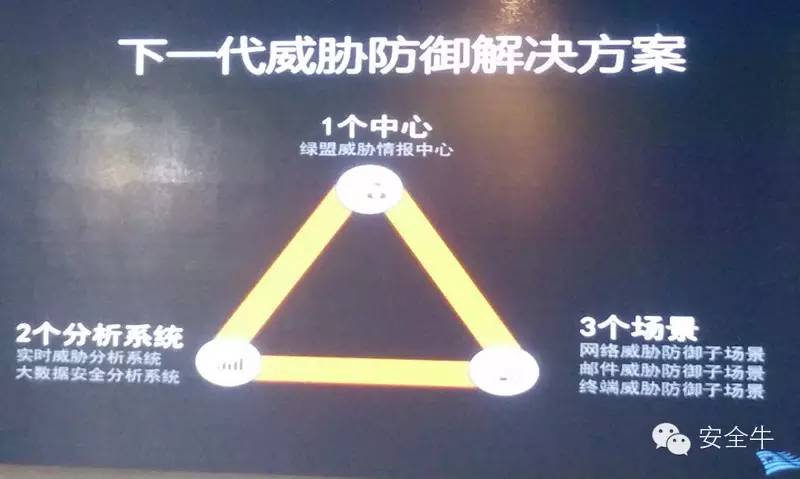 下一代威胁防御解决方案
1个中心
绿盟威胁情报中心
2个分析系统
实时威胁分析系统
大数据安全分析系统
3个场景
网络威胁防御子场景
邮件威胁防御子场景
终端威胁防御子场景
安全牛